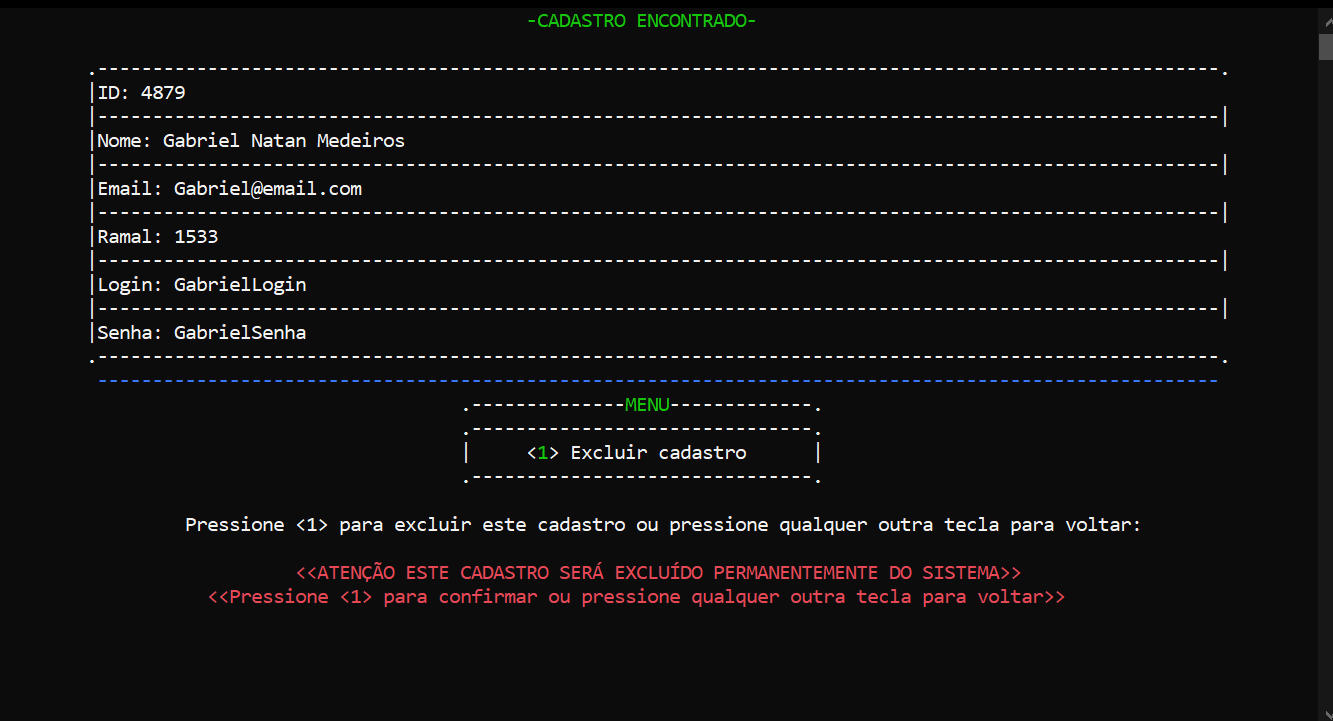 -CADASTRO ENCONTRADO-
.------------------------------------------------------------------------------------------------------.
|ID: 4879
|------------------------------------------------------------------------------------------------------|
|Nome: Gabriel Natan Medeiros
|------------------------------------------------------------------------------------------------------|
|Email: Gabriel@email.com
|------------------------------------------------------------------------------------------------------|
|Ramal: 1533
|------------------------------------------------------------------------------------------------------|
|Login: GabrielLogin
|------------------------------------------------------------------------------------------------------|
|Senha: GabrielSenha
.------------------------------------------------------------------------------------------------------.
------------------------------------------------------------------------------------------------------
.--------------MENU-------------.
.-------------------------------.
|     <1> Excluir cadastro      |
.-------------------------------.
Pressione <1> para excluir este cadastro ou pressione qualquer outra tecla para voltar:
<<ATENÇÃO ESTE CADASTRO SERÁ EXCLUÍDO PERMANENTEMENTE DO SISTEMA>>
<<Pressione <1> para confirmar ou pressione qualquer outra tecla para voltar>>